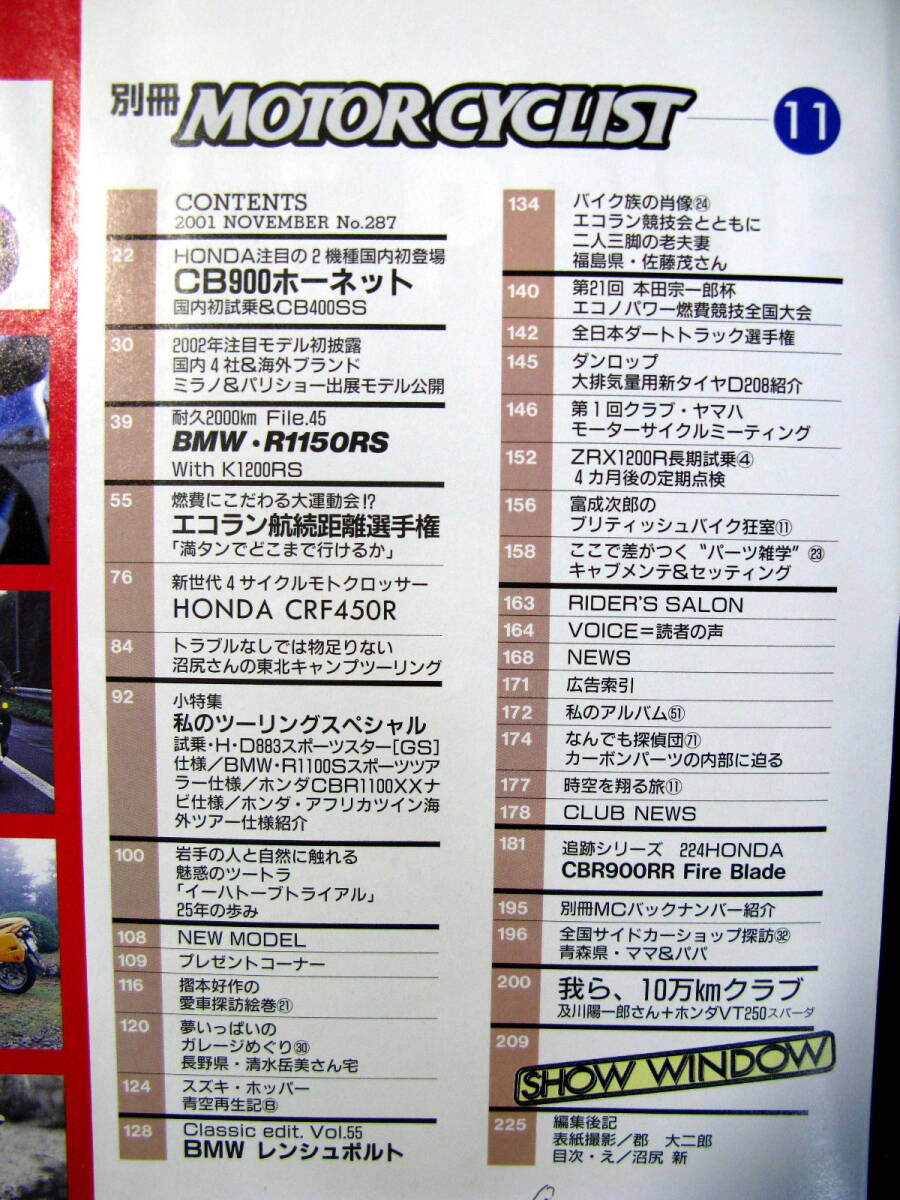 別冊 MOTORCYCLIST 11
CONTENTS
2001 NOVEMBER No.287
22 HONDA注目の2機種国内初登場
CB900ホーネット
国内初試乗&CB400SS
30 2002年注目モデル初披露
国内4社&海外ブランド
ミラノ&パリショー出展モデル公開
39 耐久2000km File.45
BMW・R1150RS
With K1200RS
55 燃費にこだわる大運動会!?
エコラン航続距離選手権
「満タンでどこまで行けるか」
76 新世代4サイクルモトクロッサー
HONDA CRF450R
84 トラブルなしでは物足りない
沼尻さんの東北キャンプツーリング
92 小特集
私のツーリングスペシャル
試乗・H・D883スポーツスター[GS]
仕様/BMW・R1100Sスポーツツア
ラー仕様/ホンダCBR1100XXナ
ビ仕様/ホンダ・アフリカツイン海
外ツアー仕様紹介
100 岩手の人と自然に触れる
魅惑のツートラ
「イーハトーブトライアル」
25年の歩み
108 NEW MODEL
109 プレゼントコーナー
116 摺本好作の
愛車探訪絵巻㉑
120 夢いっぱいの
ガレージめぐり㉚
長野県・清水岳美さん宅
124 スズキ・ホッパー
青空再生記⑧
128 Classic edit. Vol.55
BMW レンシュポルト
134 バイク族の肖像㉔
エコラン競技会とともに
二人三脚の老夫妻
福島県・佐藤茂さん
140 第21回 本田宗一郎杯
エコノパワー燃費競技全国大会
142 全日本ダートトラック選手権
145 ダンロップ
大排気量用新タイヤD208紹介
146 第1回クラブ・ヤマハ
モーターサイクルミーティング
152 ZRX1200R長期試乗④
4カ月後の定期点検
156 富成次郎の
ブリティッシュバイク狂室⑪
158 ここで差がつく〝パーツ雑学〟㉓
キャブメンテ&セッティング
163 RIDER'S SALON
164 VOICE=読者の声
168 NEWS
171 広告索引
172 私のアルバム�51
174 なんでも探偵団�71
カーボンパーツの内部に迫る
177 時空を翔る旅⑪
178 CLUB NEWS
181 追跡シリーズ 224HONDA
CBR900RR Fire Blade
195 別冊MCバックナンバー紹介
196 全国サイドカーショップ探訪㉜
青森県・ママ&パパ
200 我ら、10万kmクラブ
及川陽一郎さん+ホンダVT250スパーダ
209 SHOW WINDOW
225 編集後記
表紙撮影/郡 大二郎
目次・え/沼尻 新